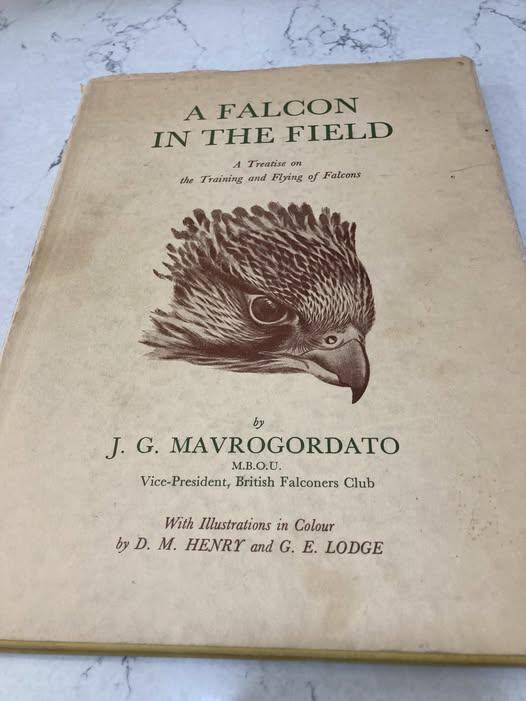 A FALCON
IN THE FIELD
A Treatise on
the Training and Flying of Falcons
by
J. G. MAVROGORDATO
M.B.O.U.
Vice-President, British Falconers Club
With Illustrations in Colour
by D. M. HENRY and G. E. LODGE